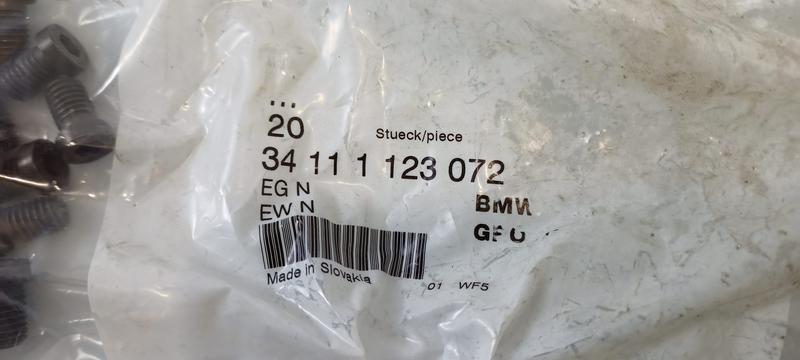 ...
20 Stueck/piece
34 11 1 123 072
EG N
EW N
BMW
Made in Slovakia
01 WF5